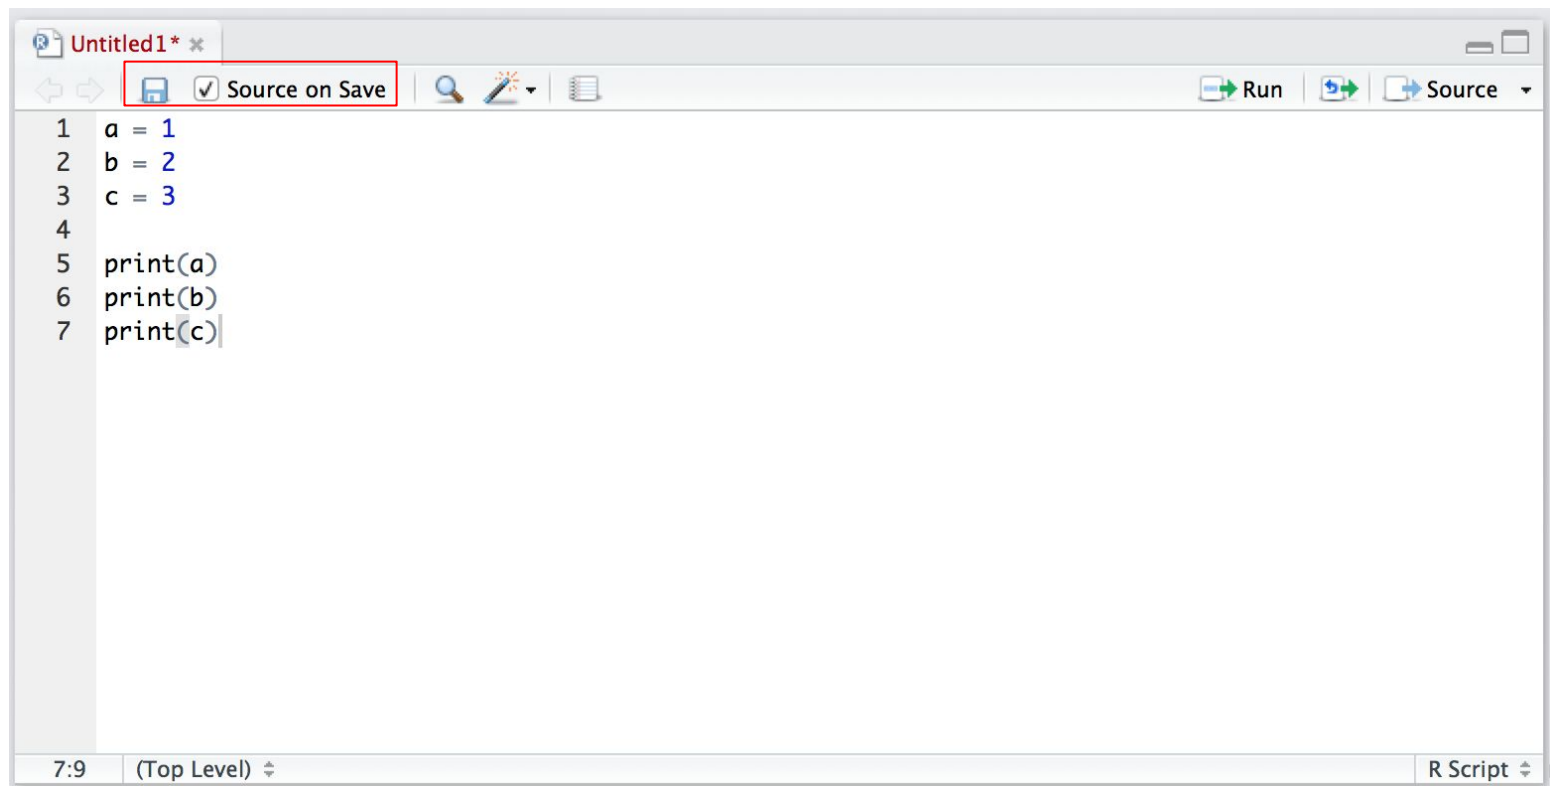 Untitled1*
Source on Save Run Source
1 a = 1
2 b = 2
3 c = 3
4
5 print(a)
6 print(b)
7 print(c)
7:9 (Top Level) R Script